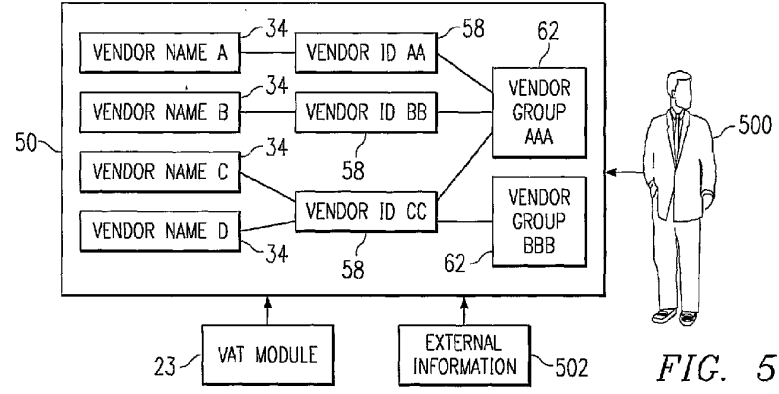 34
58
62
VENDOR NAME A
VENDOR ID AA
VENDOR
GROUP
AAA
34
VENDOR NAME B
VENDOR ID BB
58
500
50
34
VENDOR NAME C
VENDOR ID CC
58
VENDOR
GROUP
BBB
62
VENDOR NAME D
34
VAT MODULE
23
EXTERNAL
INFORMATION
502
FIG. 5